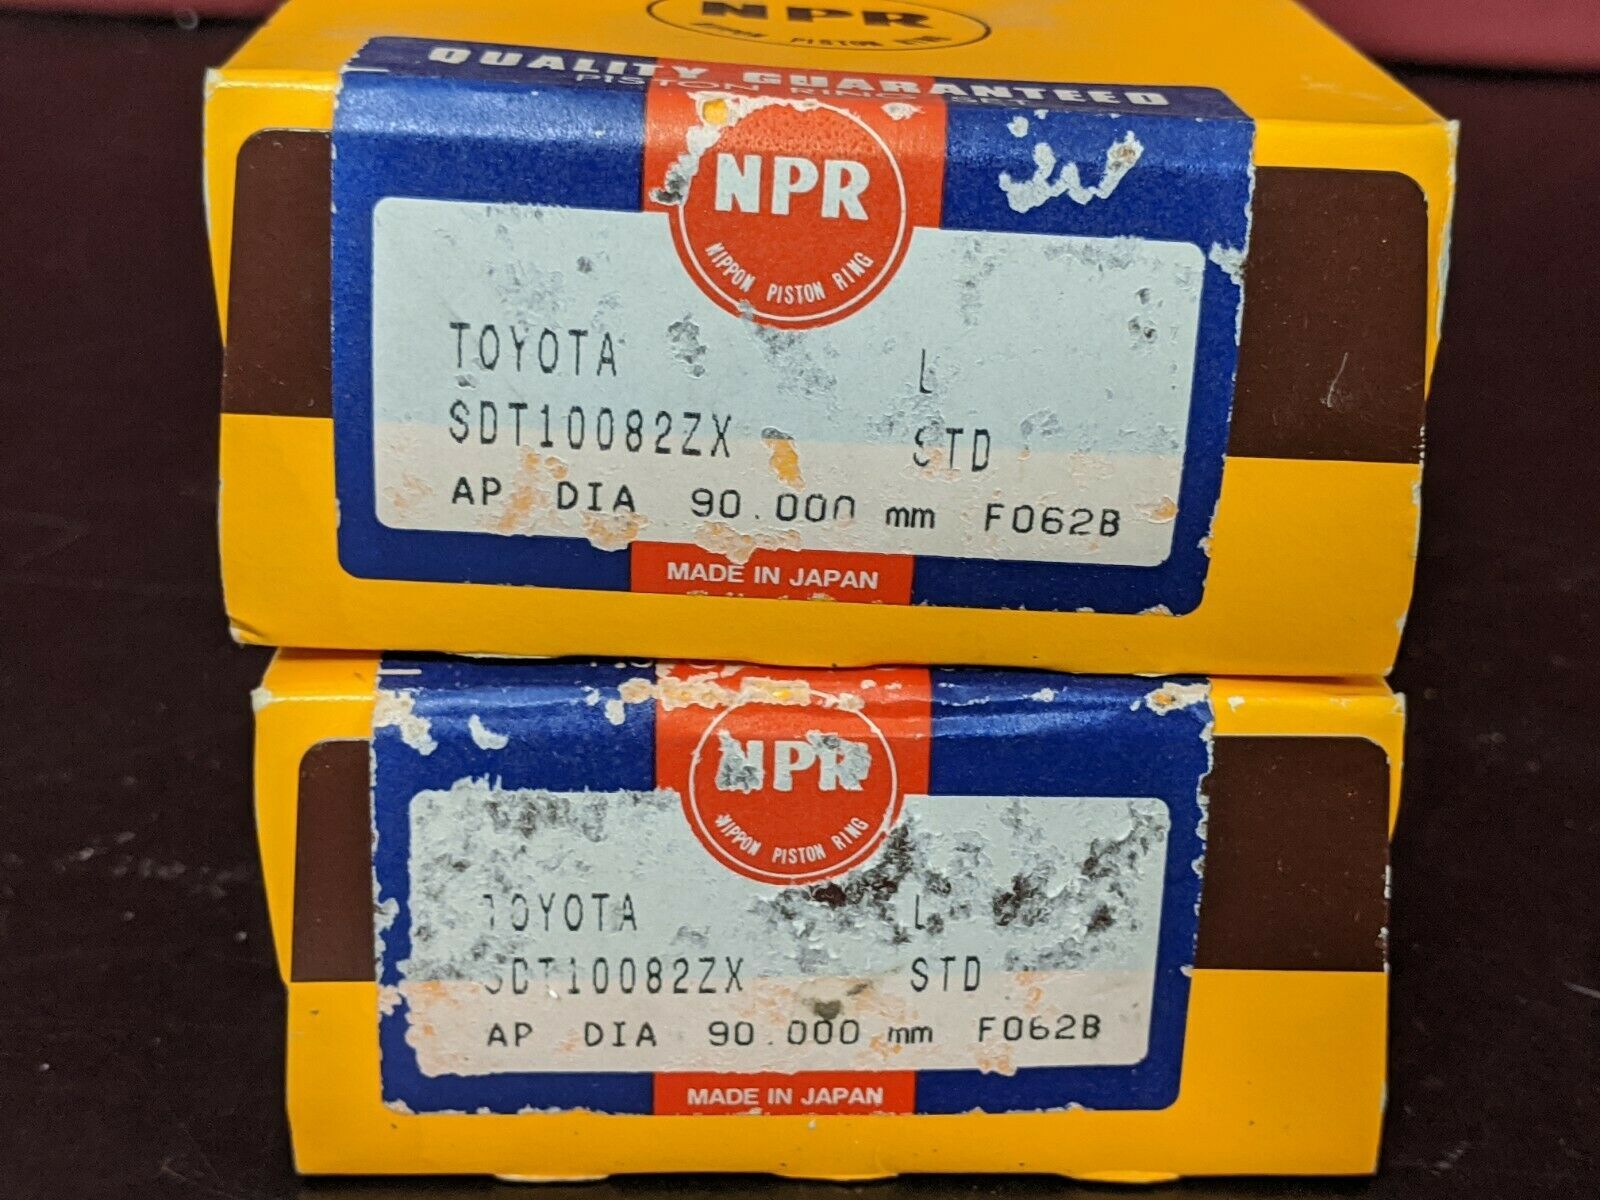 NPR
PISTON
QUALITY GUARANTEED
PISTON RING SET
NPR
NIPPON PISTON RING
TOYOTA L
SDT10082ZX STD
AP DIA 90.000 mm F062B
MADE IN JAPAN
NPR
NIPPON PISTON RING
TOYOTA L
SDT10082ZX STD
AP DIA 90.000 mm F062B
MADE IN JAPAN